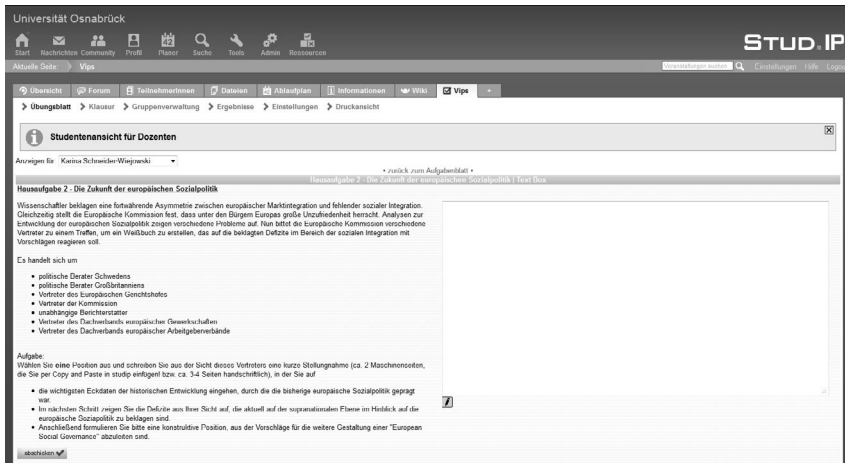 Universität Osnabrück
Start Nachrichten Community Profil Planer Suche Tools Admin Ressourcen
STUD.IP
Aktuelle Seite: Vips
Veranstaltungen suchen Einstellungen Hilfe Logout
Übersicht Forum TeilnehmerInnen Dateien Ablaufplan Informationen Wiki Vips +
Übungsblatt Klausur Gruppenverwaltung Ergebnisse Einstellungen Druckansicht
Studentenansicht für Dozenten
Anzeigen für: Karina Schneider-Wiejowski
• zurück zum Aufgabenblatt •
Hausaufgabe 2 - Die Zukunft der europäischen Sozialpolitik | Text Box
Hausaufgabe 2 - Die Zukunft der europäischen Sozialpolitik
Wissenschaftler beklagen eine fortwährende Asymmetrie zwischen europäischer Marktintegration und fehlender sozialer Integration.
Gleichzeitig stellt die Europäische Kommission fest, dass unter den Bürgern Europas große Unzufriedenheit herrscht. Analysen zur
Entwicklung der europäischen Sozialpolitik zeigen verschiedene Probleme auf. Nun bittet die Europäische Kommission verschiedene
Vertreter zu einem Treffen, um ein Weißbuch zu erstellen, das auf die beklagten Defizite im Bereich der sozialen Integration mit
Vorschlägen reagieren soll.
Es handelt sich um
• politische Berater Schwedens
• politische Berater Großbritanniens
• Vertreter des Europäischen Gerichtshofes
• Vertreter der Kommission
• unabhängige Berichterstatter
• Vertreter des Dachverbands europäischer Gewerkschaften
• Vertreter des Dachverbands europäischer Arbeitgeberverbände
Aufgabe:
Wählen Sie eine Position aus und schreiben Sie aus der Sicht dieses Vertreters eine kurze Stellungnahme (ca. 2 Maschinenseiten,
die Sie per Copy and Paste in studip einfügen! bzw. ca. 3-4 Seiten handschriftlich), in der Sie auf
• die wichtigsten Eckdaten der historischen Entwicklung eingehen, durch die die bisherige europäische Sozialpolitik geprägt
war.
• Im nächsten Schritt zeigen Sie die Defizite aus Ihrer Sicht auf, die aktuell auf der supranationalen Ebene im Hinblick auf die
europäische Soziapolitik zu beklagen sind.
• Anschließend formulieren Sie bitte eine konstruktive Position, aus der Vorschläge für die weitere Gestaltung einer "European
Social Governance" abzuleiten sind.
abschicken